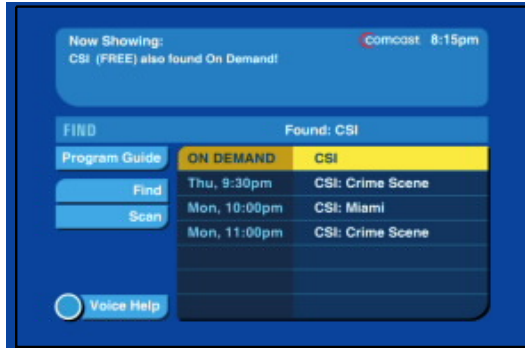 Now Showing:
comcast 8:15pm
CSI (FREE) also found On Demand!
FIND
Found: CSI
Program Guide
ON DEMAND CSI
Find
Thu, 9:30pm CSI: Crime Scene
Scan
Mon, 10:00pm CSI: Miami
Mon, 11:00pm CSI: Crime Scene
Voice Help